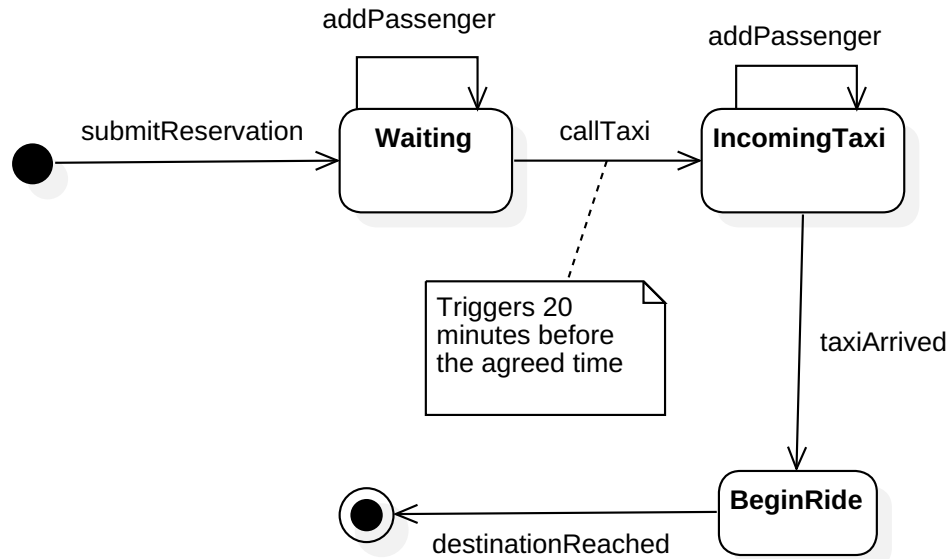 addPassenger
addPassenger
submitReservation
Waiting
callTaxi
IncomingTaxi
Triggers 20
minutes before
the agreed time
taxiArrived
BeginRide
destinationReached